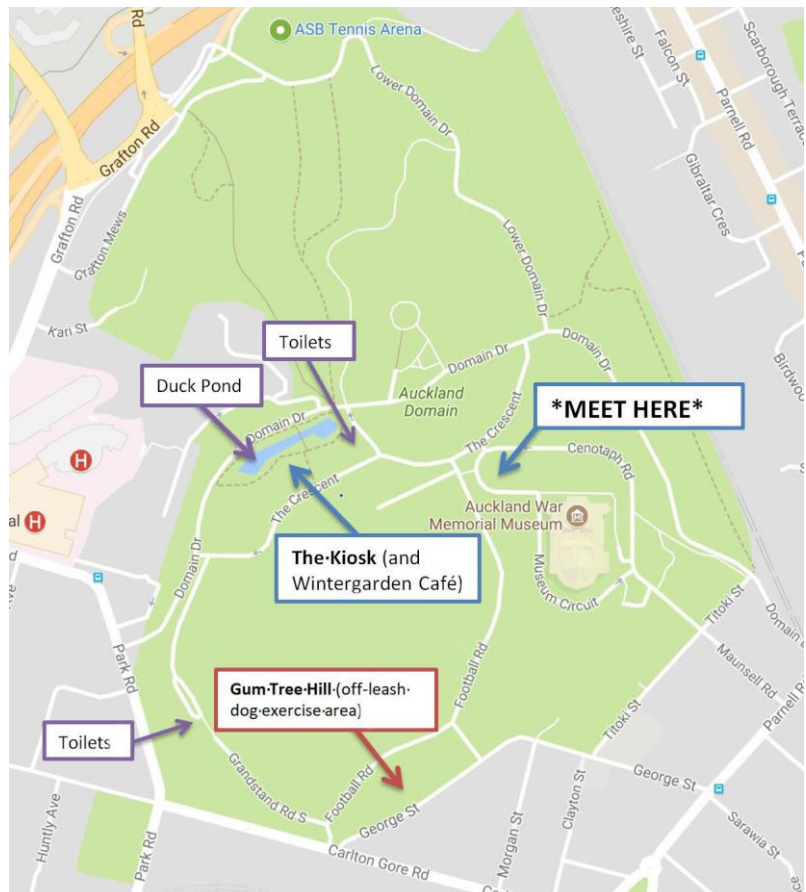 ASB Tennis Arena
Rd
Grafton Rd
Grafton Rd
Grafton Mews
Kari St
Lower Domain Dr
Lower Domain Dr
Falcon St
Parnell Rd
Scarborough Terrace
Gibraltar Cres
Toilets
Duck Pond
Domain Dr
Domain Dr
Domain Dr
Auckland
Domain
*MEET HERE*
The Crescent
The Crescent
Cenotaph Rd
Auckland War
Memorial Museum
The·Kiosk (and
Wintergarden Café)
Domain Dr
Museum Circuit
Titoki St
Football Rd
Maunsell Rd
Park Rd
Gum·Tree·Hill·(off-leash·
dog·exercise·area)
Toilets
Parnell Rd
Titoki St
George St
Grandstand Rd S
Football Rd
George St
Clayton St
Morgan St
Sarawia St
Huntly Ave
Park Rd
Carlton Gore Rd
H
H